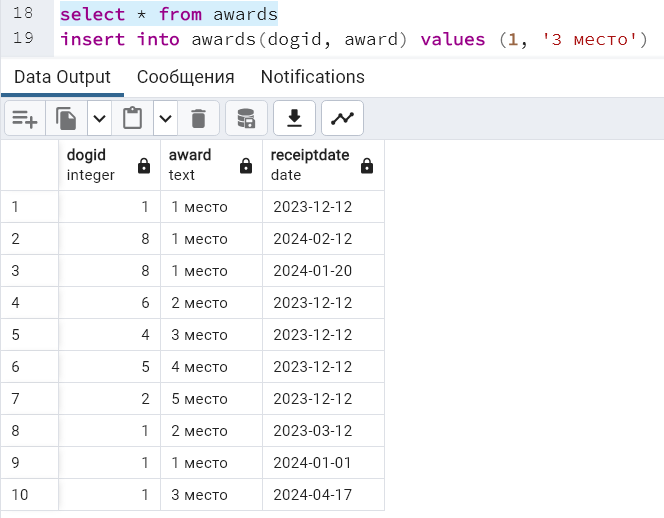 18 select * from awards
19 insert into awards(dogid, award) values (1, '3 место')
Data Output Сообщения Notifications
dogid award receiptdate
integer text date
1 1 1 место 2023-12-12
2 8 1 место 2024-02-12
3 8 1 место 2024-01-20
4 6 2 место 2023-12-12
5 4 3 место 2023-12-12
6 5 4 место 2023-12-12
7 2 5 место 2023-12-12
8 1 2 место 2023-03-12
9 1 1 место 2024-01-01
10 1 3 место 2024-04-17